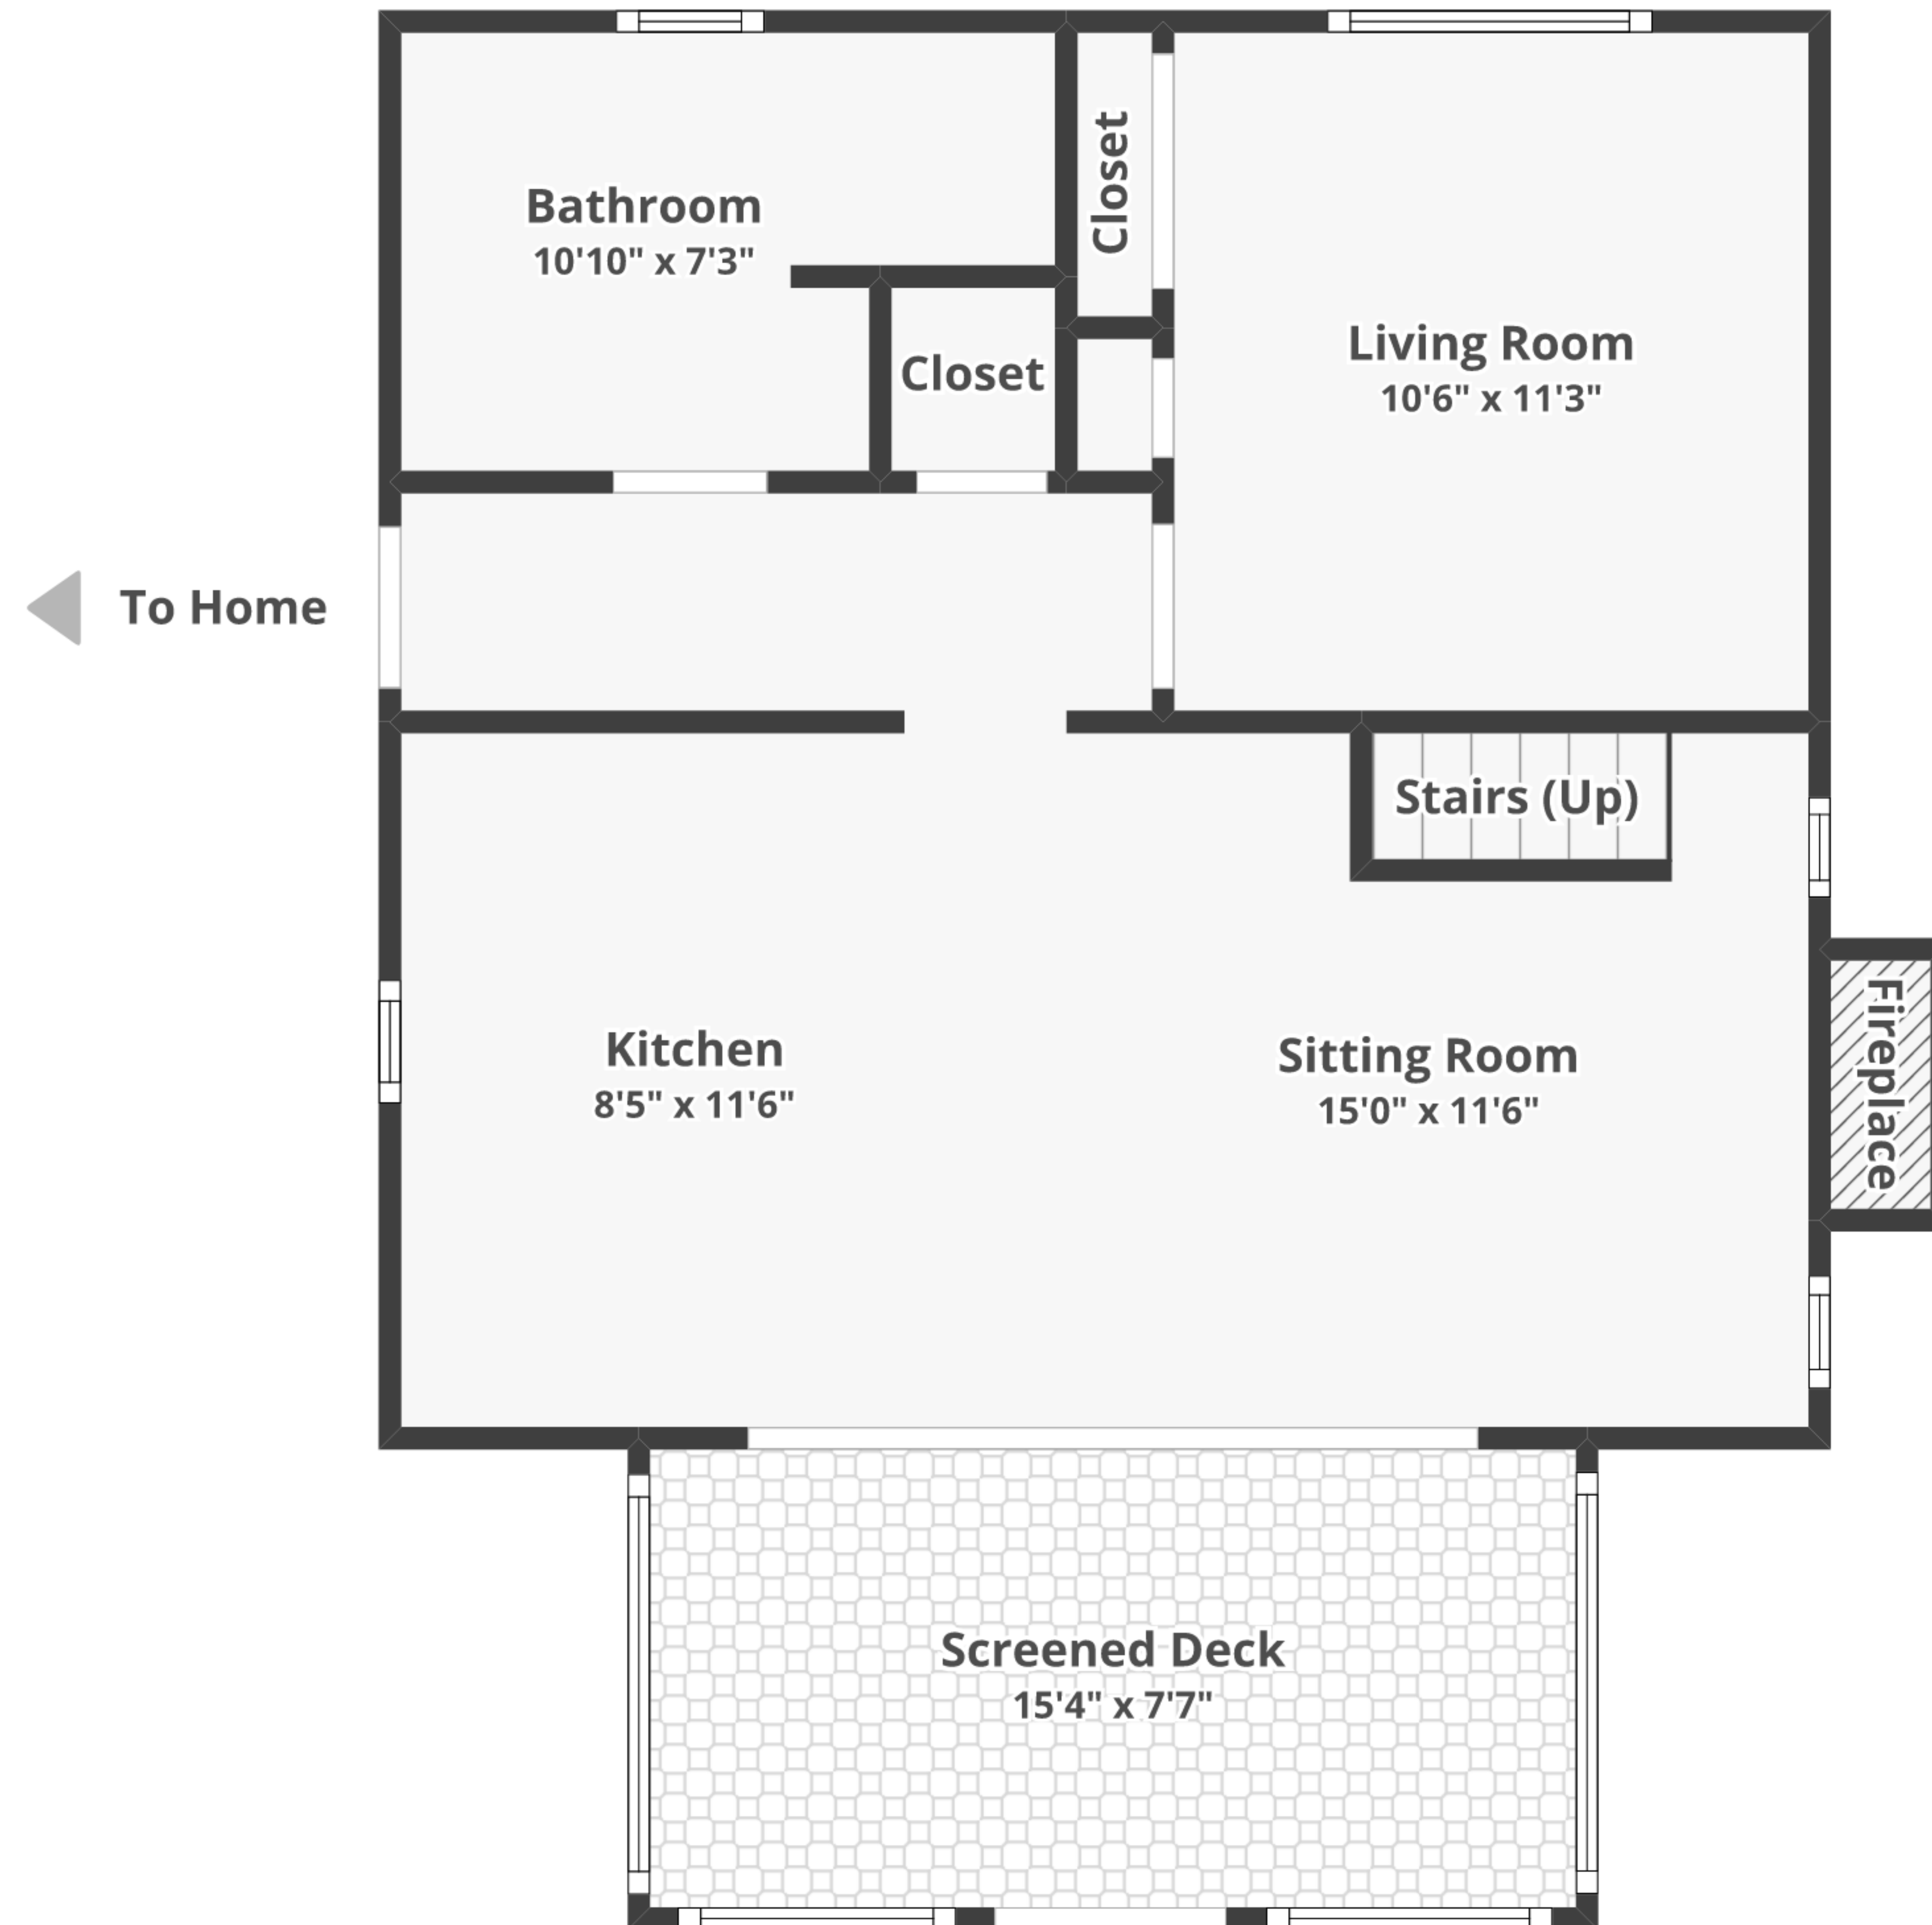 Bathroom
10'10" x 7'3"
Closet
Closet
Living Room
10'6" x 11'3"
To Home
Stairs (Up)
Kitchen
8'5" x 11'6"
Sitting Room
15'0" x 11'6"
Fireplace
Screened Deck
15'4" x 7'7"